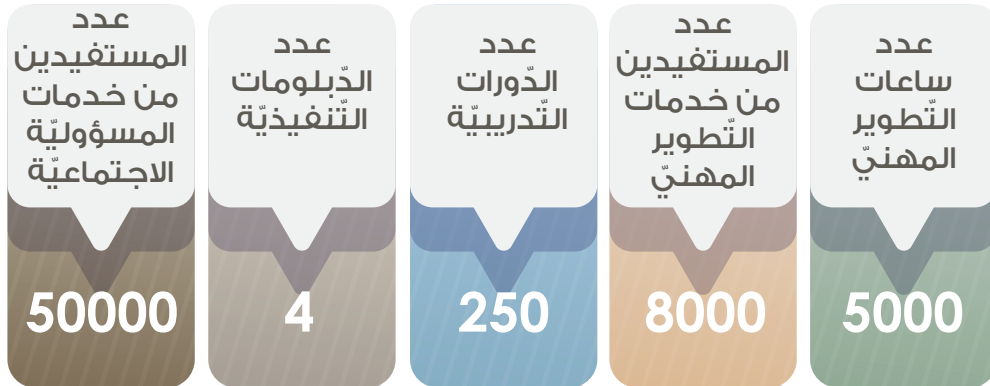 عدد
ساعات
التّطوير
المهنيّ
5000
عدد
المستفيدين
من خدمات
التّطوير
المهنيّ
8000
عدد
الدّورات
التّدريبيّة
250
عدد
الدّبلومات
التّنفيذيّة
4
عدد
المستفيدين
من خدمات
المسؤوليّة
الاجتماعيّة
50000